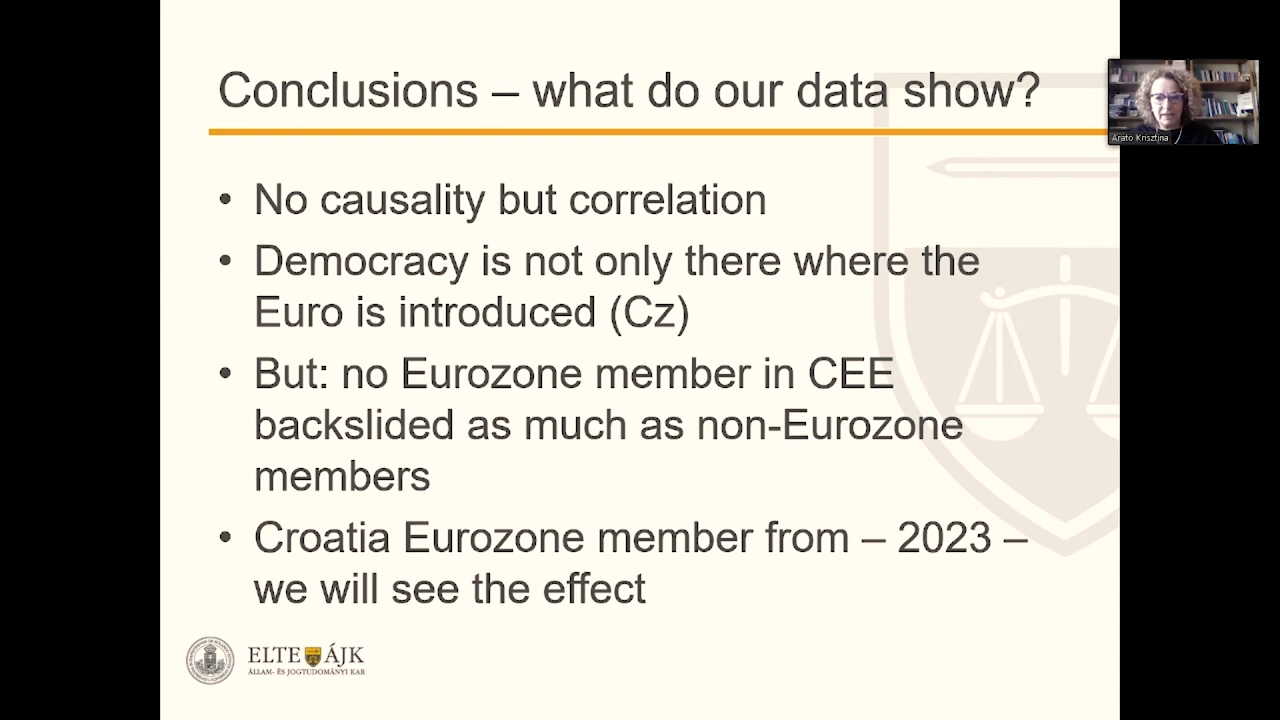 Conclusions – what do our data show?
Arató Krisztina
• No causality but correlation
• Democracy is not only there where the
Euro is introduced (Cz)
• But: no Eurozone member in CEE
backslided as much as non-Eurozone
members
• Croatia Eurozone member from – 2023 –
we will see the effect
ELTE ÁJK
ÁLLAM- ÉS JOGTUDOMÁNYI KAR